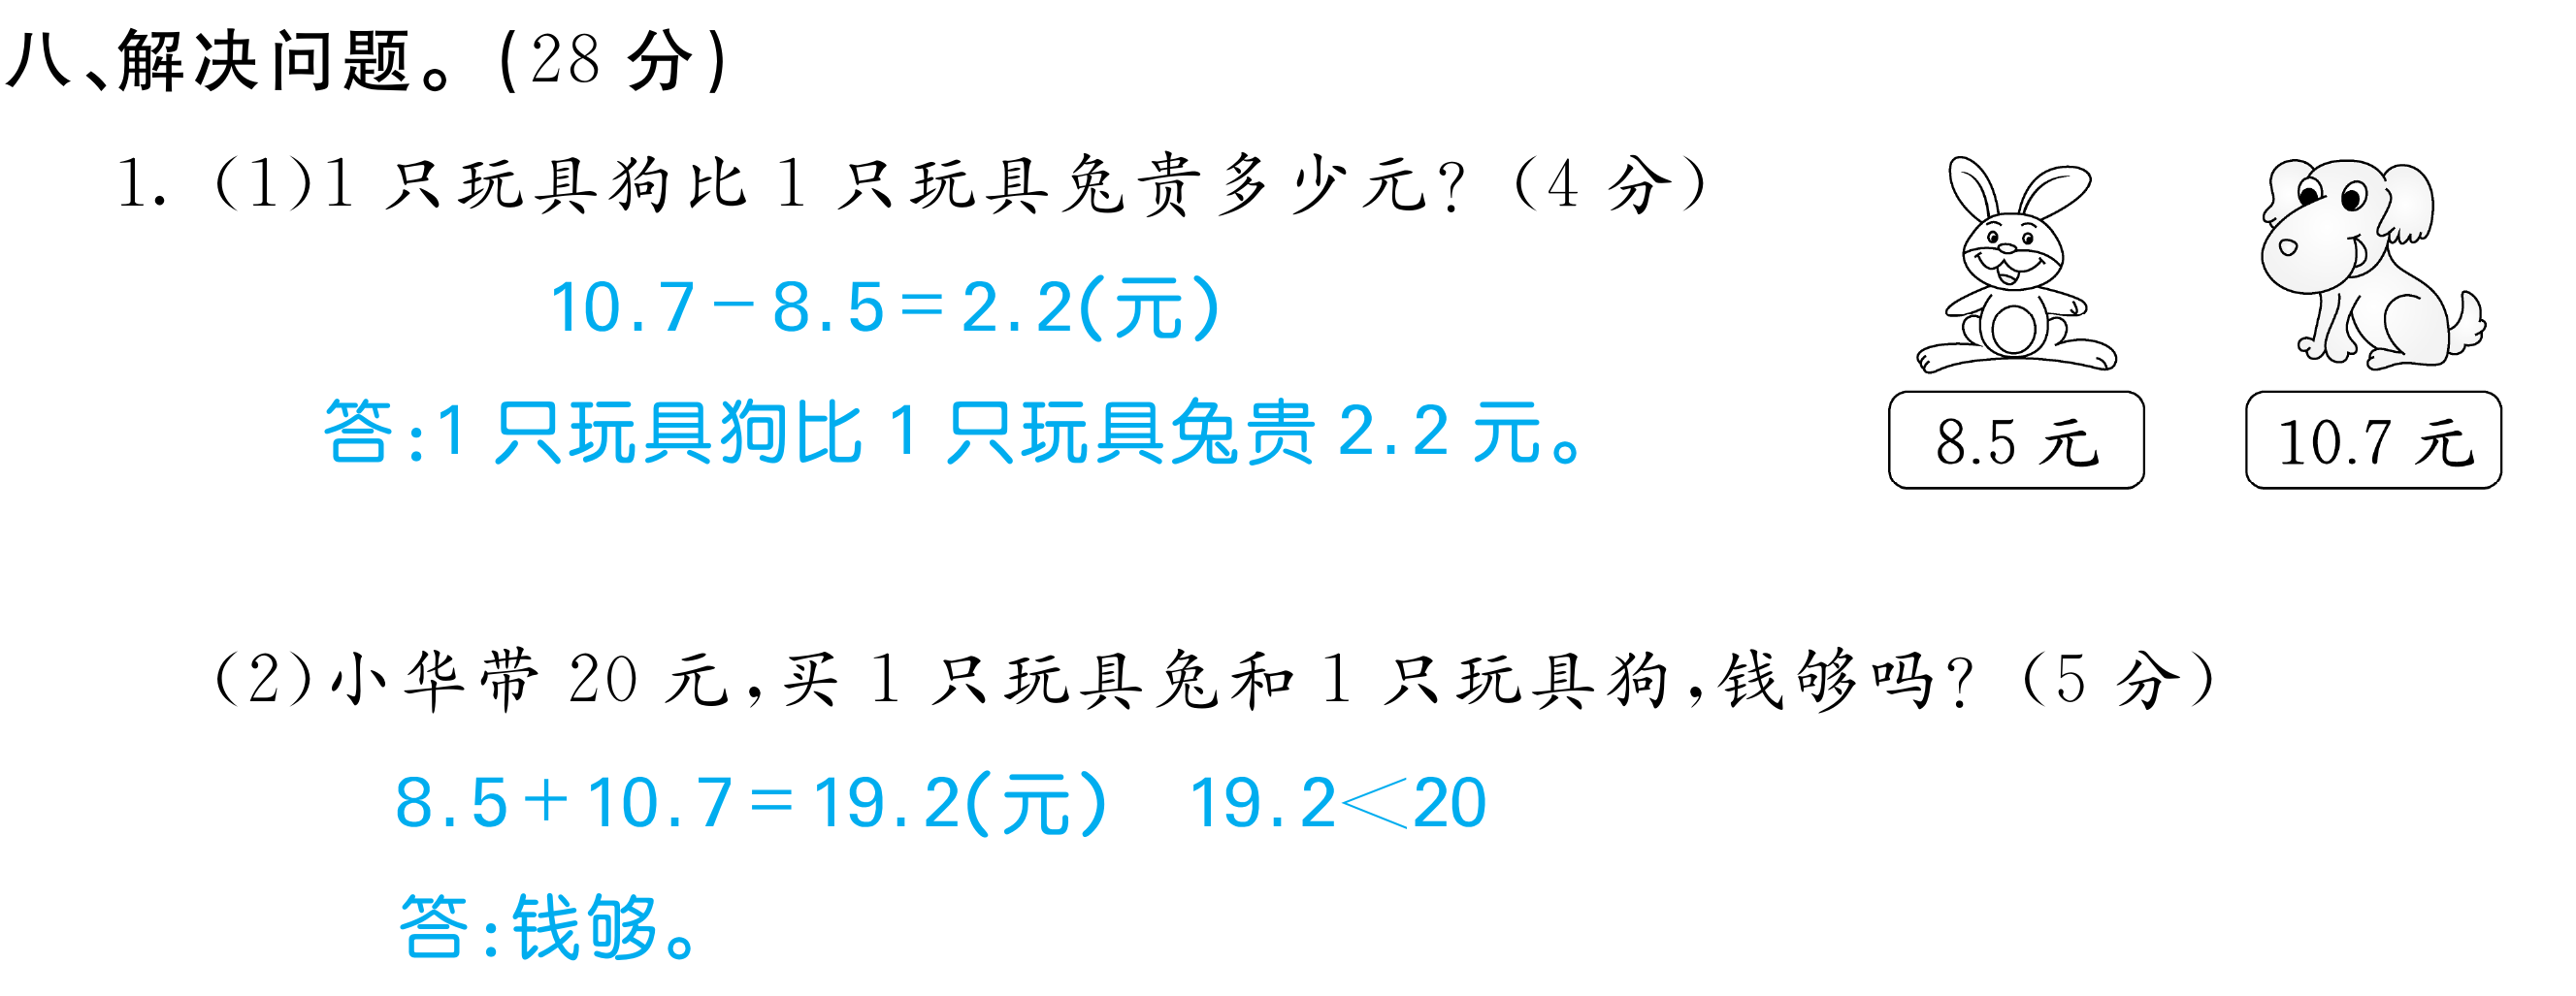 八、解决问题。(28 分)
1. (1)1 只玩具狗比 1 只玩具兔贵多少元?(4 分)
10.7-8.5=2.2(元)
答:1 只玩具狗比 1 只玩具兔贵 2.2 元。
8.5 元
10.7 元
(2)小华带 20 元,买 1 只玩具兔和 1 只玩具狗,钱够吗?(5 分)
8.5+10.7=19.2(元) 19.2<20
答:钱够。